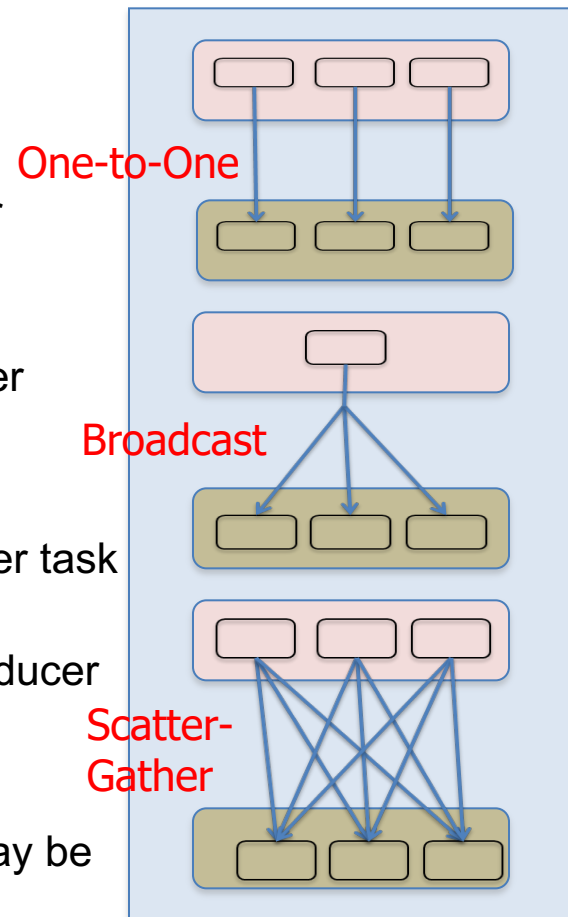 One-to-One
er
Broadcast
er task
ducer
Scatter-
Gather
ay be